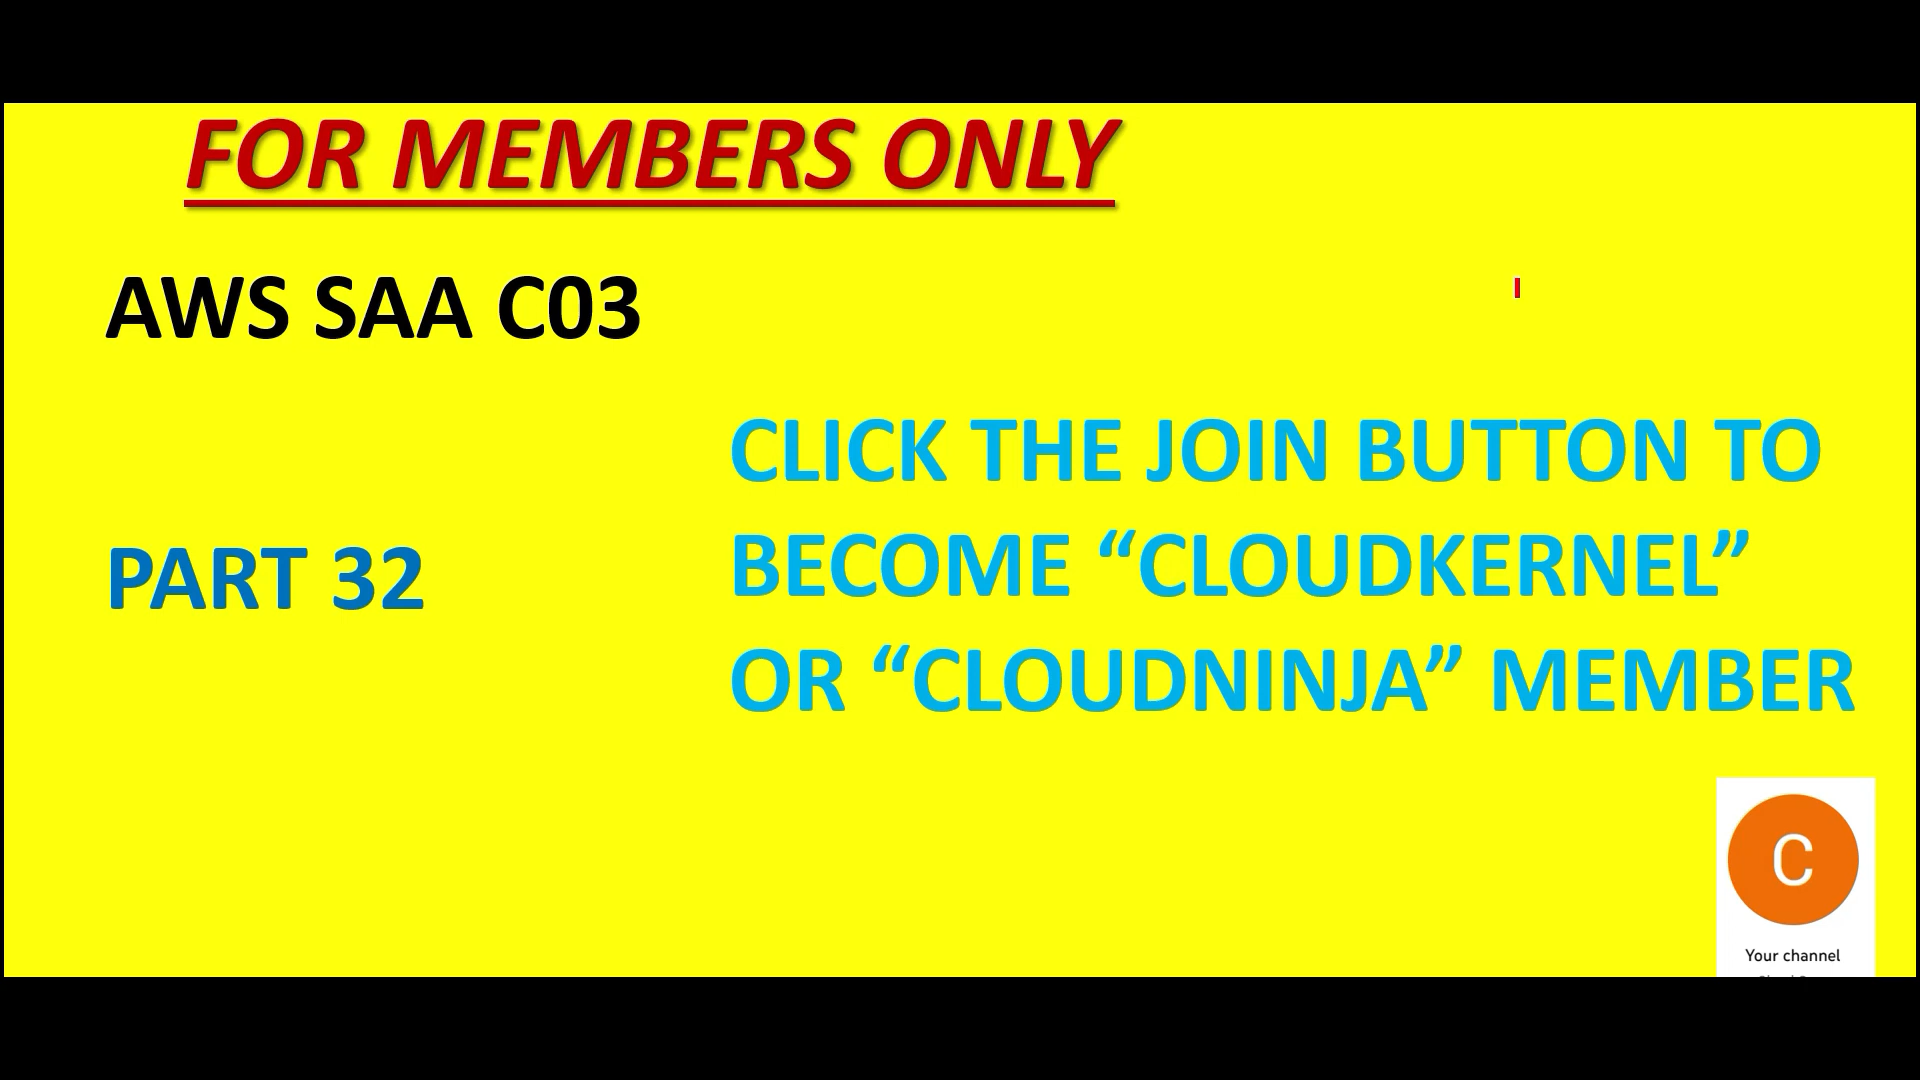 FOR MEMBERS ONLY
AWS SAA C03
PART 32
CLICK THE JOIN BUTTON TO
BECOME “CLOUDKERNEL”
OR “CLOUDNINJA” MEMBER
C
Your channel